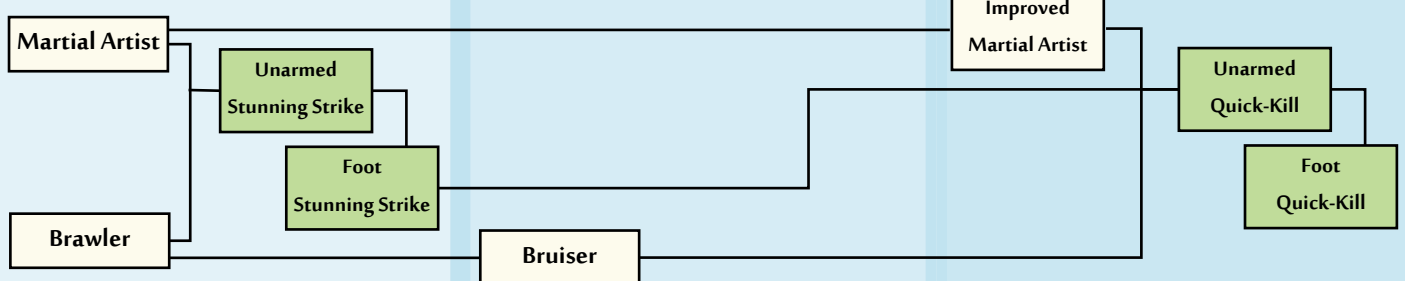 Improved
Martial Artist
Martial Artist
Unarmed
Stunning Strike
Unarmed
Quick-Kill
Foot
Stunning Strike
Foot
Quick-Kill
Brawler
Bruiser